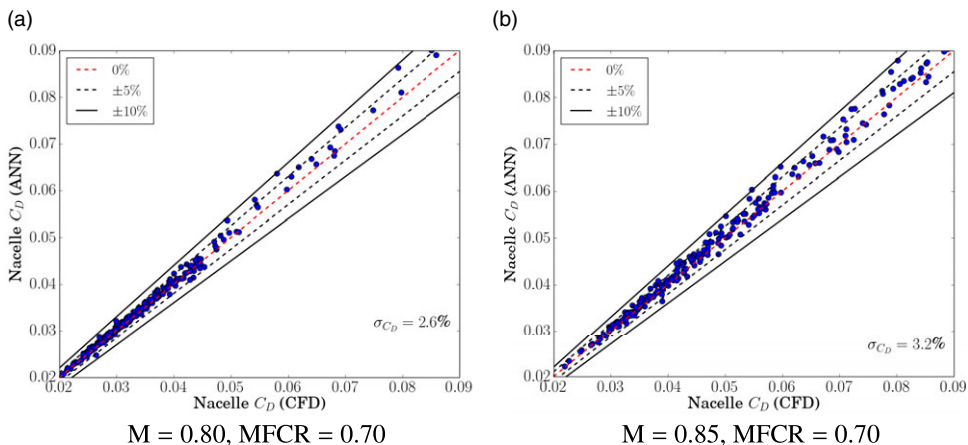 (a)
0.09
0.08
0.07
0.06
0.05
0.04
0.03
0.02
Nacelle C_D (ANN)
0%
±5%
±10%
σ_{C_D} = 2.6%
0.02 0.03 0.04 0.05 0.06 0.07 0.08 0.09
Nacelle C_D (CFD)
M = 0.80, MFCR = 0.70
(b)
0.09
0.08
0.07
0.06
0.05
0.04
0.03
0.02
Nacelle C_D (ANN)
0%
±5%
±10%
σ_{C_D} = 3.2%
0.02 0.03 0.04 0.05 0.06 0.07 0.08 0.09
Nacelle C_D (CFD)
M = 0.85, MFCR = 0.70